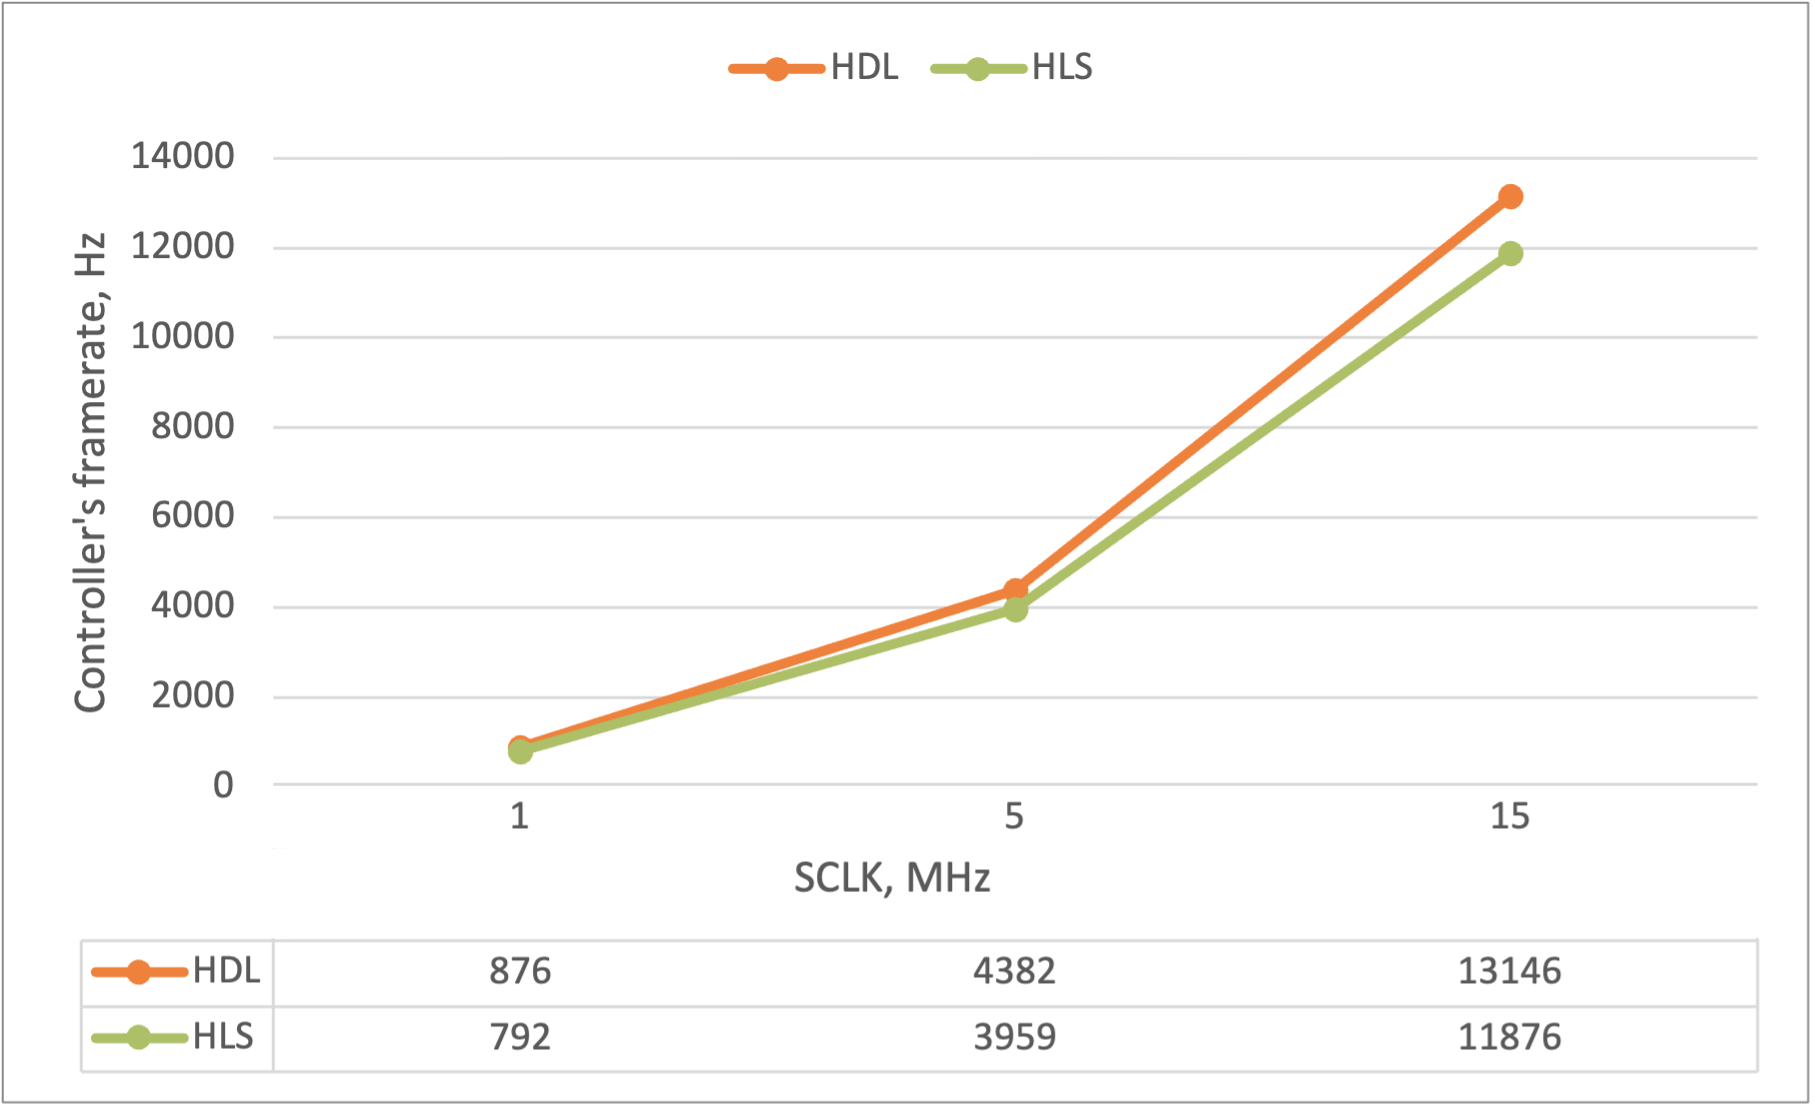 HDL HLS
14000
12000
10000
8000
6000
4000
2000
0
Controller's framerate, Hz
1 5 15
SCLK, MHz
HDL 876 4382 13146
HLS 792 3959 11876